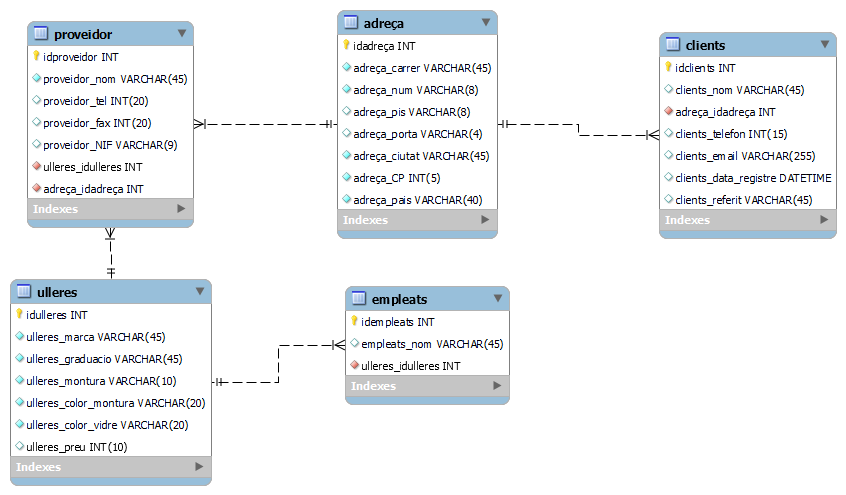 proveidor
idproveidor INT
proveidor_nom VARCHAR(45)
proveidor_tel INT(20)
proveidor_fax INT(20)
proveidor_NIF VARCHAR(9)
ulleres_idulleres INT
adreça_idadreça INT
Indexes
adreça
idadreça INT
adreça_carrer VARCHAR(45)
adreça_num VARCHAR(8)
adreça_pis VARCHAR(8)
adreça_porta VARCHAR(4)
adreça_ciutat VARCHAR(45)
adreça_CP INT(5)
adreça_pais VARCHAR(40)
Indexes
clients
idclients INT
clients_nom VARCHAR(45)
adreça_idadreça INT
clients_telefon INT(15)
clients_email VARCHAR(255)
clients_data_registre DATETIME
clients_referit VARCHAR(45)
Indexes
ulleres
idulleres INT
ulleres_marca VARCHAR(45)
ulleres_graduacio VARCHAR(45)
ulleres_montura VARCHAR(10)
ulleres_color_montura VARCHAR(20)
ulleres_color_vidre VARCHAR(20)
ulleres_preu INT(10)
Indexes
empleats
idempleats INT
empleats_nom VARCHAR(45)
ulleres_idulleres INT
Indexes